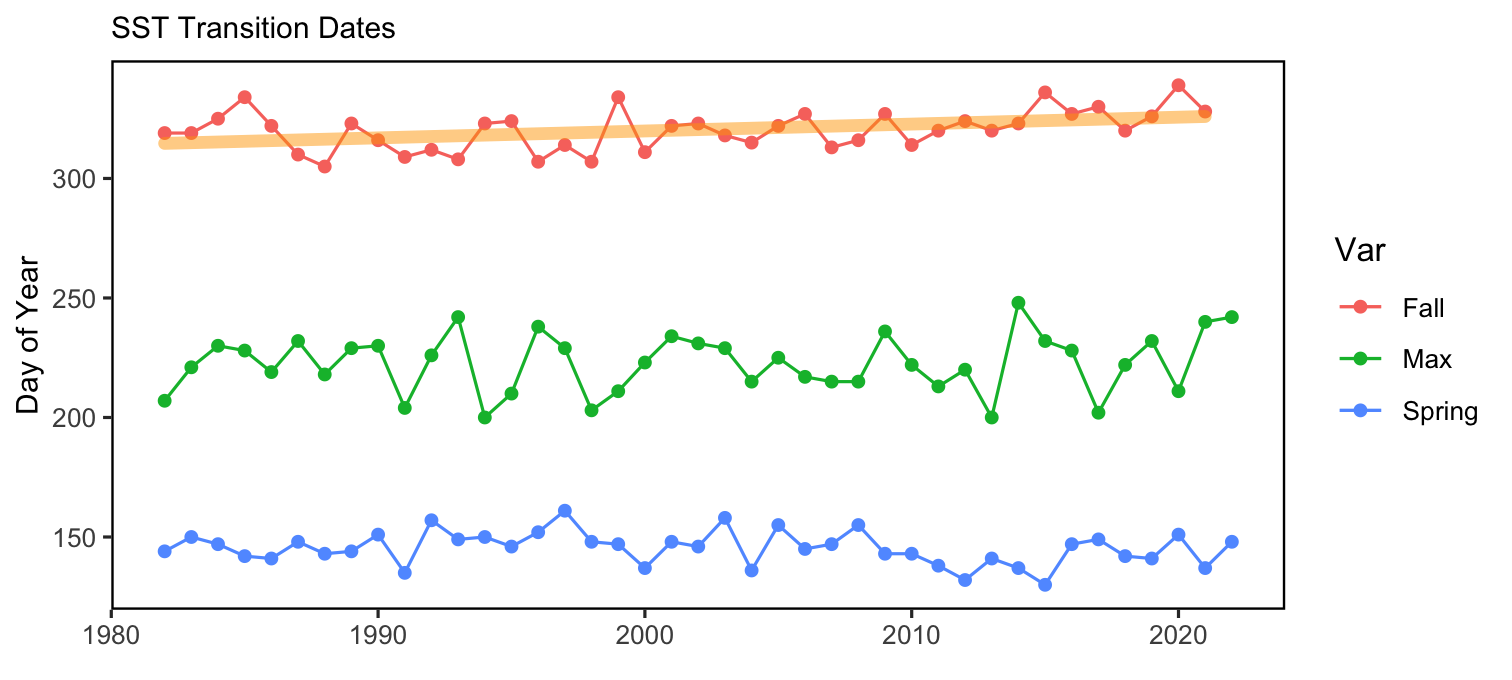 SST Transition Dates
Day of Year
300
250
200
150
1980 1990 2000 2010 2020
Var
Fall
Max
Spring